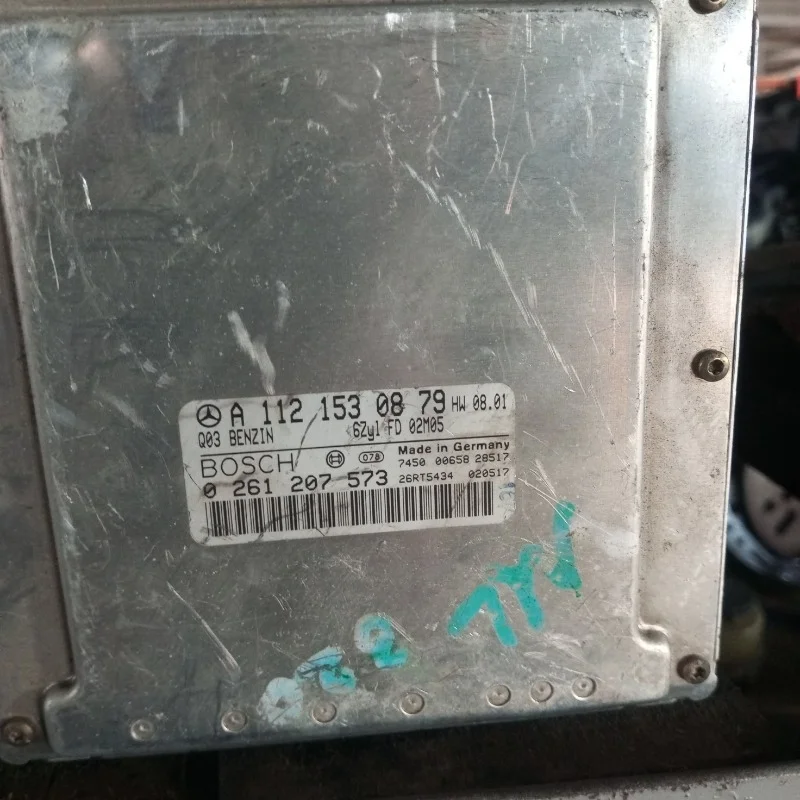 A 112 153 08 79 HW 08.01
Q03 BENZIN 6Zyl FD 02M05
BOSCH 078 Made in Germany
7450 00658 28517
0 261 207 573 26RT5434 020517